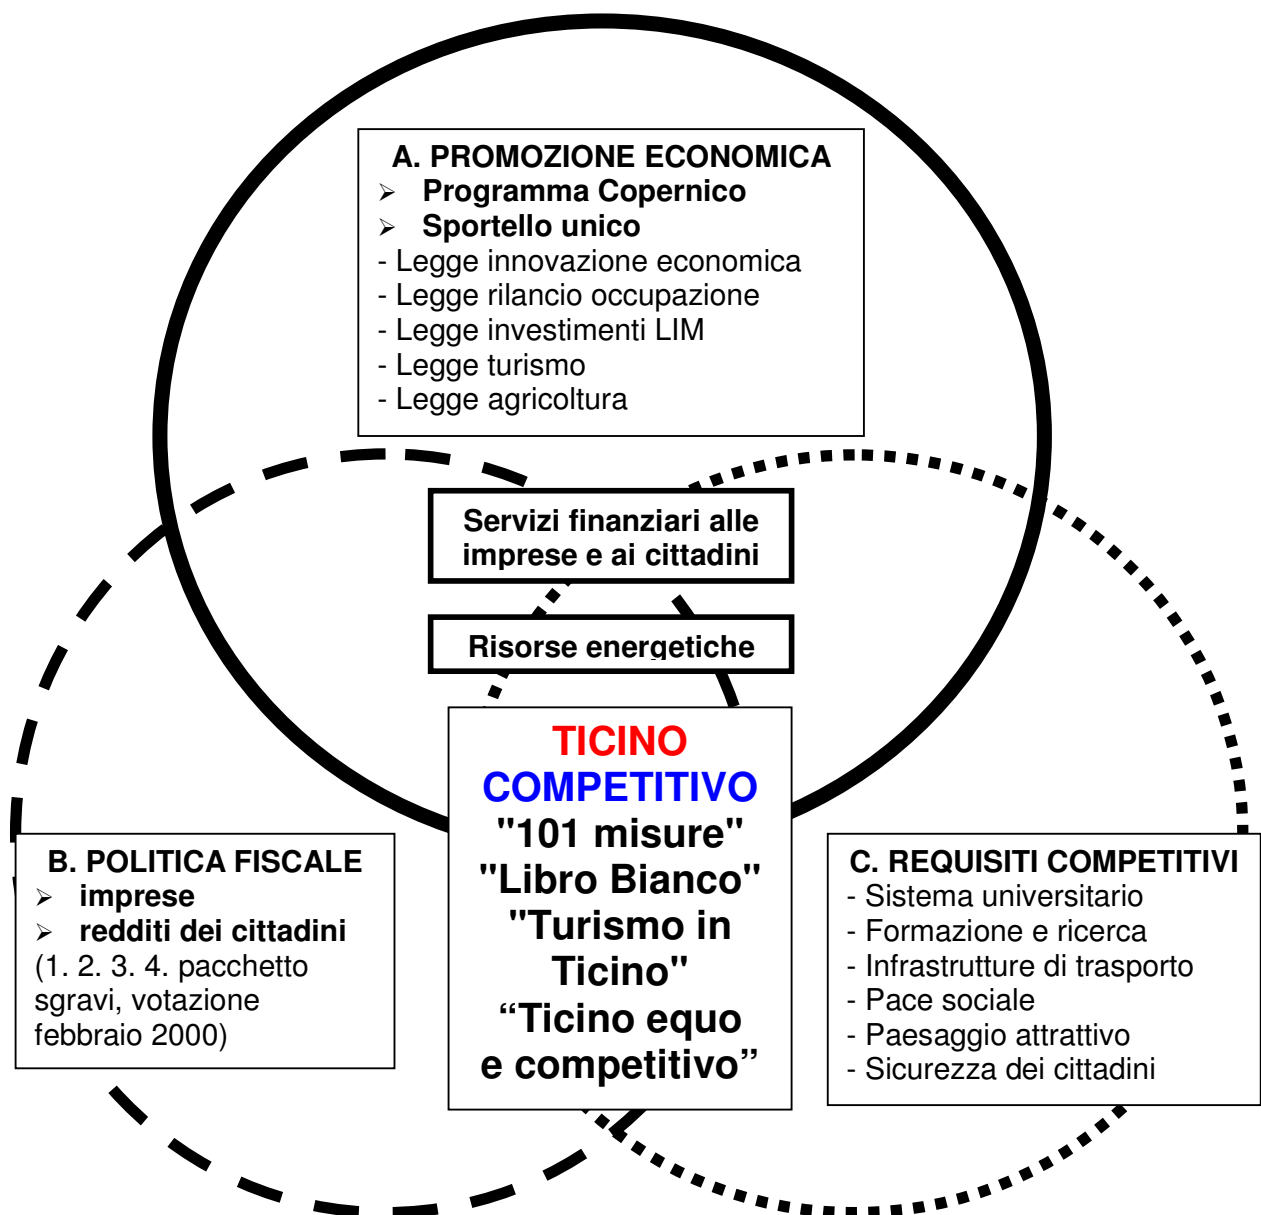 A. PROMOZIONE ECONOMICA
➢ Programma Copernico
➢ Sportello unico
- Legge innovazione economica
- Legge rilancio occupazione
- Legge investimenti LIM
- Legge turismo
- Legge agricoltura
Servizi finanziari alle
imprese e ai cittadini
Risorse energetiche
TICINO
COMPETITIVO
"101 misure"
"Libro Bianco"
"Turismo in
Ticino"
“Ticino equo
e competitivo”
B. POLITICA FISCALE
➢ imprese
➢ redditi dei cittadini
(1. 2. 3. 4. pacchetto
sgravi, votazione
febbraio 2000)
C. REQUISITI COMPETITIVI
- Sistema universitario
- Formazione e ricerca
- Infrastrutture di trasporto
- Pace sociale
- Paesaggio attrattivo
- Sicurezza dei cittadini